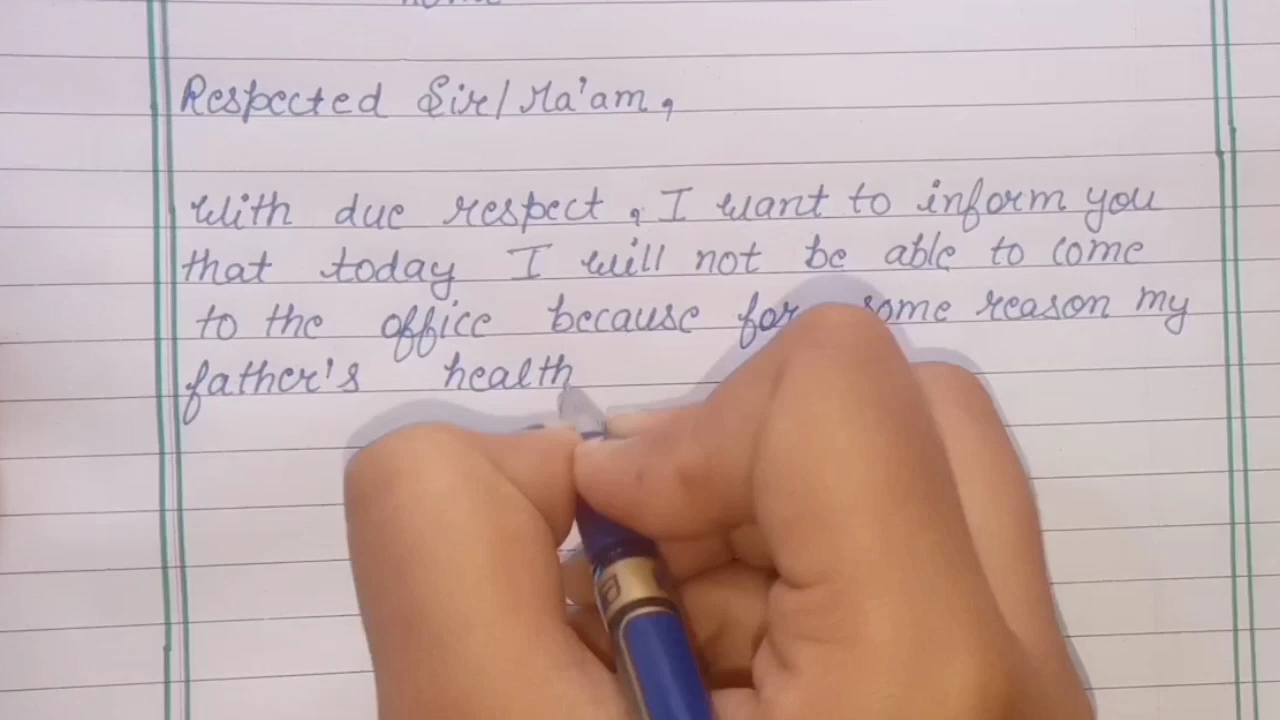 Respected Sir/Ma'am,
With due respect, I want to inform you
that today I will not be able to come
to the office because for some reason my
father's health